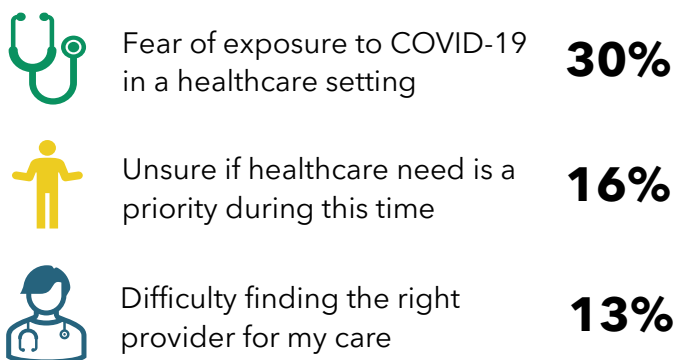 Fear of exposure to COVID-19
in a healthcare setting
30%
Unsure if healthcare need is a
priority during this time
16%
Difficulty finding the right
provider for my care
13%